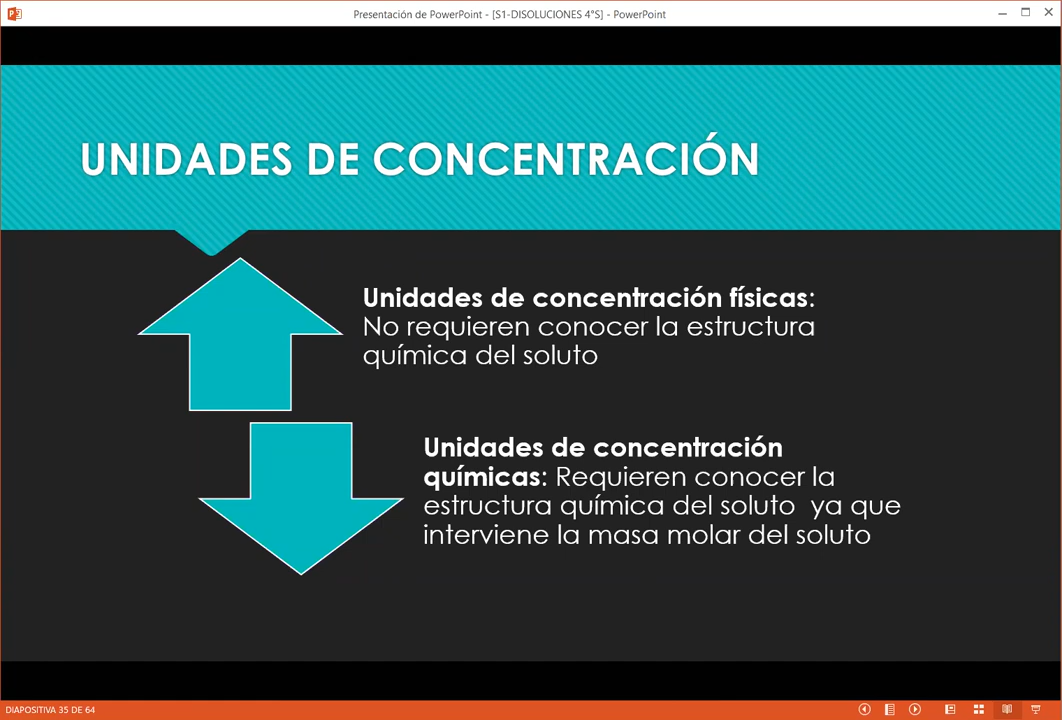 Presentación de PowerPoint - [S1-DISOLUCIONES 4°S] - PowerPoint
UNIDADES DE CONCENTRACIÓN
Unidades de concentración físicas:
No requieren conocer la estructura
química del soluto
Unidades de concentración
químicas: Requieren conocer la
estructura química del soluto  ya que
interviene la masa molar del soluto
DIAPOSITIVA 35 DE 64